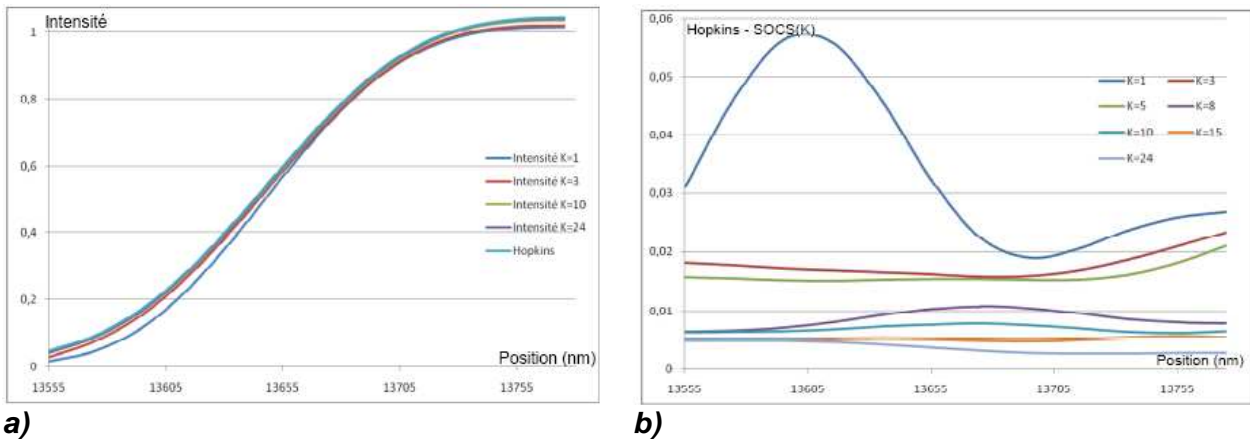 Intensité
1
0,8
0,6
0,4
0,2
0
13555
13605
13655
13705
13755
Position (nm)
Intensité K=1
Intensité K=3
Intensité K=10
Intensité K=24
Hopkins
a)
Hopkins - SOCS(K)
0,06
0,05
0,04
0,03
0,02
0,01
0
13555
13605
13655
13705
13755
Position (nm)
K=1
K=3
K=5
K=8
K=10
K=15
K=24
b)